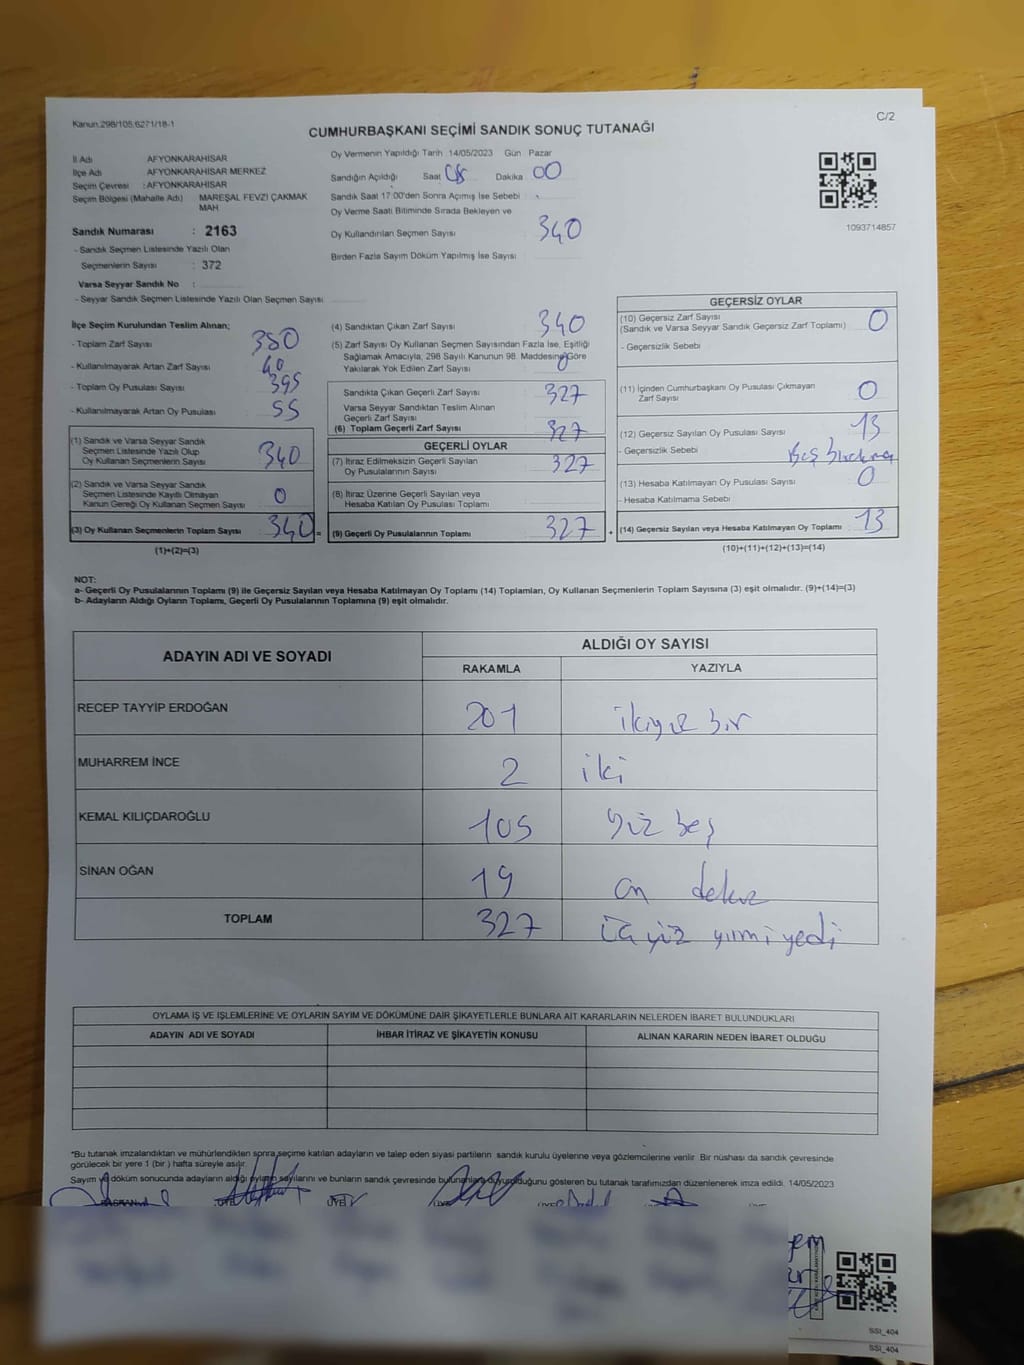 Kanun:298/105,6271/18-1
C/2
CUMHURBAŞKANI SEÇİMİ SANDIK SONUÇ TUTANAĞI
İl Adı AFYONKARAHİSAR
İlçe Adı AFYONKARAHİSAR MERKEZ
Seçim Çevresi : AFYONKARAHİSAR
Seçim Bölgesi (Mahalle Adı) MAREŞAL FEVZİ ÇAKMAK
MAH
Sandık Numarası : 2163
- Sandık Seçmen Listesinde Yazılı Olan
Seçmenlerin Sayısı : 372
Varsa Seyyar Sandık No :
- Seyyar Sandık Seçmen Listesinde Yazılı Olan Seçmen Sayısı
Oy Vermenin Yapıldığı Tarih 14/05/2023 Gün Pazar
Sandığın Açıldığı Saat 08 Dakika 00
Sandık Saat 17:00'den Sonra Açımış İse Sebebi :
Oy Verme Saati Bitiminde Sırada Bekleyen ve
Oy Kullandırılan Seçmen Sayısı : 340
Birden Fazla Sayım Döküm Yapılmış İse Sayısı
1093714857
İlçe Seçim Kurulundan Teslim Alınan;
- Toplam Zarf Sayısı 380
- Kullanılmayarak Artan Zarf Sayısı 40
- Toplam Oy Pusulası Sayısı 395
- Kullanılmayarak Artan Oy Pusulası 55
(1) Sandık ve Varsa Seyyar Sandık
Seçmen Listesinde Yazılı Olup
Oy Kullanan Seçmenlerin Sayısı 340
(2) Sandık ve Varsa Seyyar Sandık
Seçmen Listesinde Kayıtlı Olmayan
Kanun Gereği Oy Kullanan Seçmen Sayısı 0
(3) Oy Kullanan Seçmenlerin Toplam Sayısı 340 =
(1)+(2)=(3)
(4) Sandıktan Çıkan Zarf Sayısı 340
(5) Zarf Sayısı Oy Kullanan Seçmen Sayısından Fazla İse, Eşitliği
Sağlamak Amacıyla, 298 Sayılı Kanunun 98. Maddesine Göre
Yakılarak Yok Edilen Zarf Sayısı 0
Sandıkta Çıkan Geçerli Zarf Sayısı 327
Varsa Seyyar Sandıktan Teslim Alınan
Geçerli Zarf Sayısı
(6) Toplam Geçerli Zarf Sayısı 327
GEÇERLİ OYLAR
(7) İtiraz Edilmeksizin Geçerli Sayılan
Oy Pusulalarının Sayısı 327
(8) İtiraz Üzerine Geçerli Sayılan veya
Hesaba Katılan Oy Pusulası Toplamı
(9) Geçerli Oy Pusulalarının Toplamı 327 +
GEÇERSİZ OYLAR
(10) Geçersiz Zarf Sayısı
(Sandık ve Varsa Seyyar Sandık Geçersiz Zarf Toplamı) 0
- Geçersizlik Sebebi
(11) İçinden Cumhurbaşkanı Oy Pusulası Çıkmayan
Zarf Sayısı 0
(12) Geçersiz Sayılan Oy Pusulası Sayısı 13
- Geçersizlik Sebebi
(13) Hesaba Katılmayan Oy Pusulası Sayısı 0
- Hesaba Katılmama Sebebi
(14) Geçersiz Sayılan veya Hesaba Katılmayan Oy Toplamı 13
(10)+(11)+(12)+(13)=(14)
NOT:
a- Geçerli Oy Pusulalarının Toplamı (9) ile Geçersiz Sayılan veya Hesaba Katılmayan Oy Toplamı (14) Toplamları, Oy Kullanan Seçmenlerin Toplam Sayısına (3) eşit olmalıdır. (9)+(14)=(3)
b- Adayların Aldığı Oyların Toplamı, Geçerli Oy Pusulalarının Toplamına (9) eşit olmalıdır.
ADAYIN ADI VE SOYADI
ALDIĞI OY SAYISI
RAKAMLA YAZIYLA
RECEP TAYYİP ERDOĞAN 201 ikiyüz bir
MUHARREM İNCE 2 iki
KEMAL KILIÇDAROĞLU 105 yüz beş
SİNAN OĞAN 19 on dokuz
TOPLAM 327 üçyüz yirmi yedi
OYLAMA İŞ VE İŞLEMLERİNE VE OYLARIN SAYIM VE DÖKÜMÜNE DAİR ŞİKAYETLERLE BUNLARA AİT KARARLARIN NELERDEN İBARET BULUNDUKLARI
ADAYIN ADI VE SOYADI İHBAR İTİRAZ VE ŞİKAYETİN KONUSU ALINAN KARARIN NEDEN İBARET OLDUĞU
*Bu tutanak imzalandıktan ve mühürlendikten sonra seçime katılan adayların ve talep eden siyasi partilerin sandık kurulu üyelerine veya gözlemcilerine verilir. Bir nüshası da sandık çevresinde
görülecek bir yere 1 (bir ) hafta süreyle asılır.
Sayım ve döküm sonucunda adayların aldığı oyların sayılarını ve bunların sandık çevresinde bulunanlara duyurulduğunu gösteren bu tutanak tarafımızdan düzenlenerek imza edildi. 14/05/2023
BAŞKAN ÜYE ÜYE ÜYE ÜYE
SSI_404
SSI_404